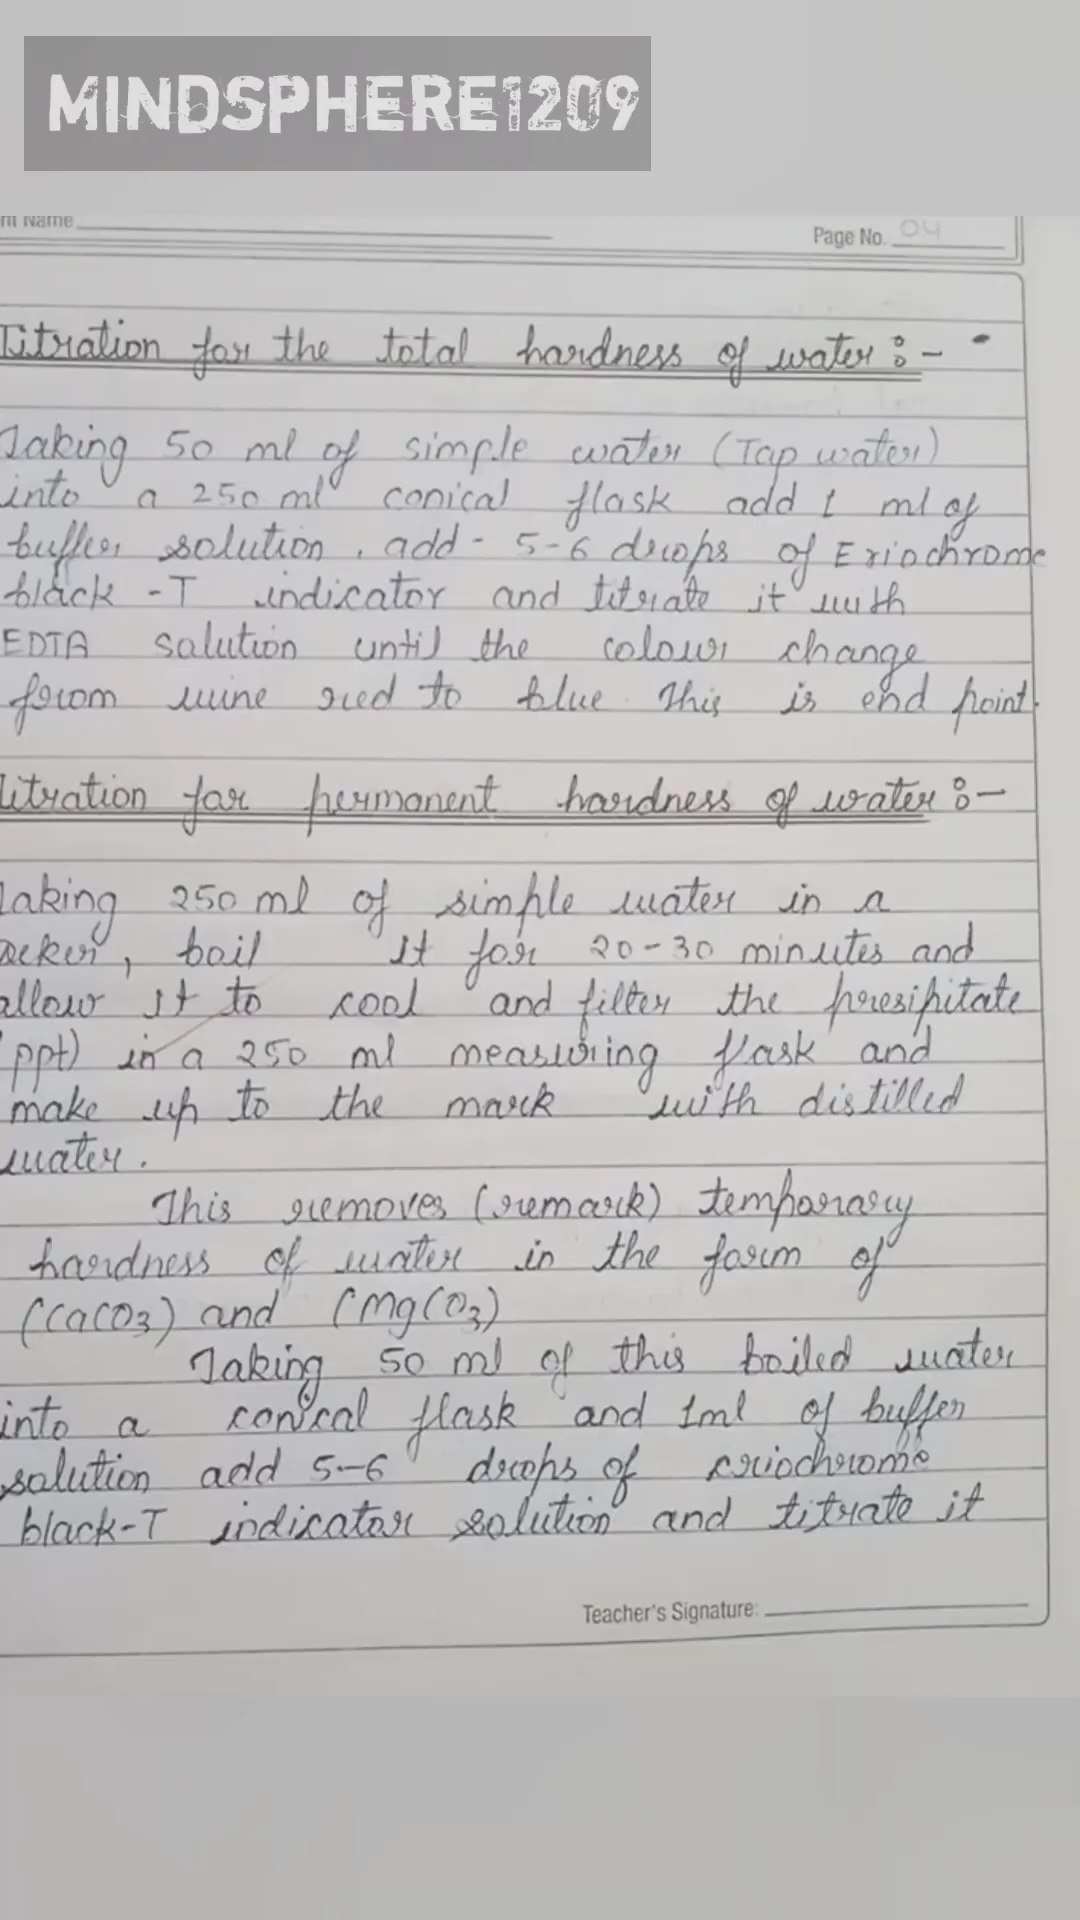 MINDSPHERE1209
nt Name
Page No. 04
Titration for the total hardness of water :-
Taking 50 ml of simple water (Tap water)
into a 250 ml conical flask add 1 ml of
buffer solution, add - 5-6 drops of Eriochrome
black -T indicator and titrate it with
EDTA solution until the colour change
from wine red to blue. This is end point.
titration for permanent hardness of water :-
Taking 250 ml of simple water in a
eaker, boil it for 20-30 minutes and
allow it to cool and filter the presipitate
(ppt) in a 250 ml measuring flask and
make up to the mark with distilled
water.
This removes (remark) temporary
hardness of water in the form of
(CaCO3) and (MgCO3)
Taking 50 ml of this boiled water
into a conical flask and 1ml of buffer
solution add 5-6 drops of eriochrome
black-T indicator solution and titrate it
Teacher's Signature: